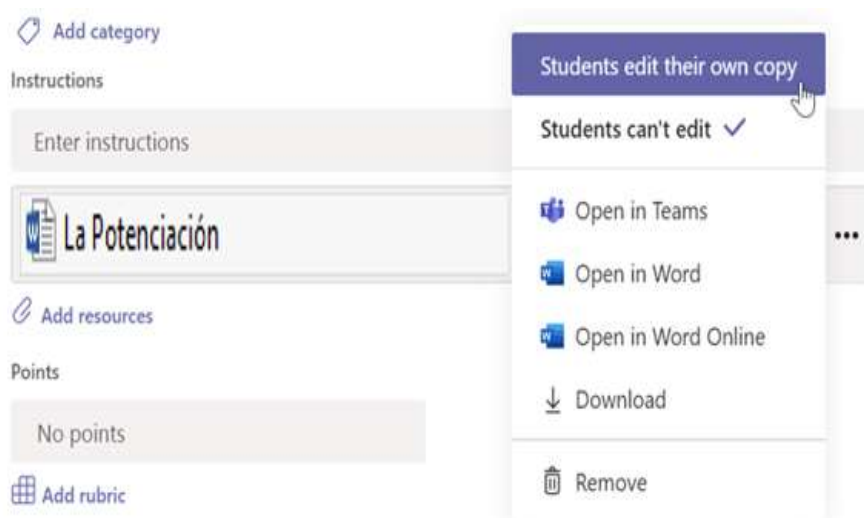 Add category
Instructions
Enter instructions
La Potenciación
Add resources
Points
No points
Add rubric
Students edit their own copy
Students can't edit
Open in Teams
Open in Word
Open in Word Online
Download
Remove